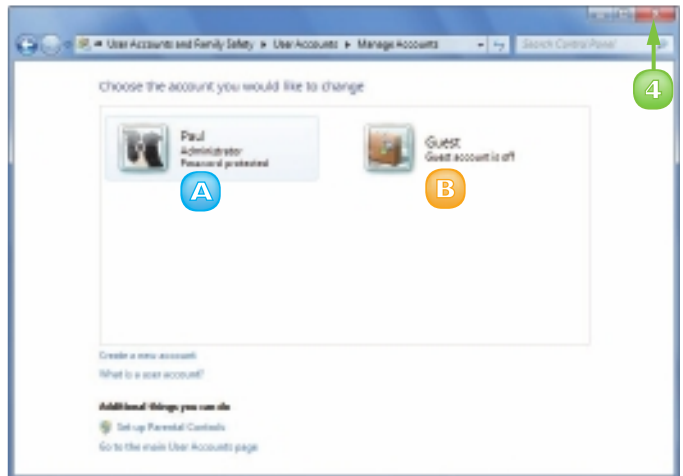 User Accounts and Family Safety ▸ User Accounts ▸ Manage Accounts
Search Control Panel
4
Choose the account you would like to change
Paul
Administrator
Password protected
A
Guest
Guest account is off
B
Create a new account
What is a user account?
Additional things you can do
Set up Parental Controls
Go to the main User Accounts page